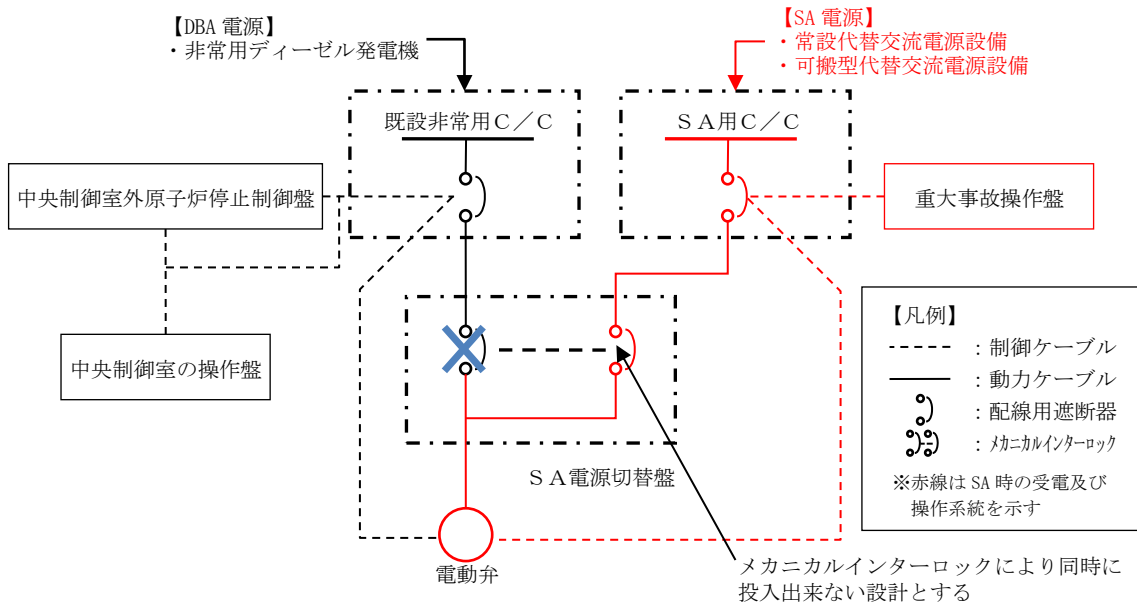 【DBA 電源】
・非常用ディーゼル発電機
【SA 電源】
・常設代替交流電源設備
・可搬型代替交流電源設備
既設非常用Ｃ／Ｃ
ＳＡ用Ｃ／Ｃ
中央制御室外原子炉停止制御盤
重大事故操作盤
中央制御室の操作盤
ＳＡ電源切替盤
電動弁
メカニカルインターロックにより同時に
投入出来ない設計とする
【凡例】
：制御ケーブル
：動力ケーブル
：配線用遮断器
：ﾒｶﾆｶﾙｲﾝﾀｰﾛｯｸ
※赤線は SA 時の受電及び
操作系統を示す